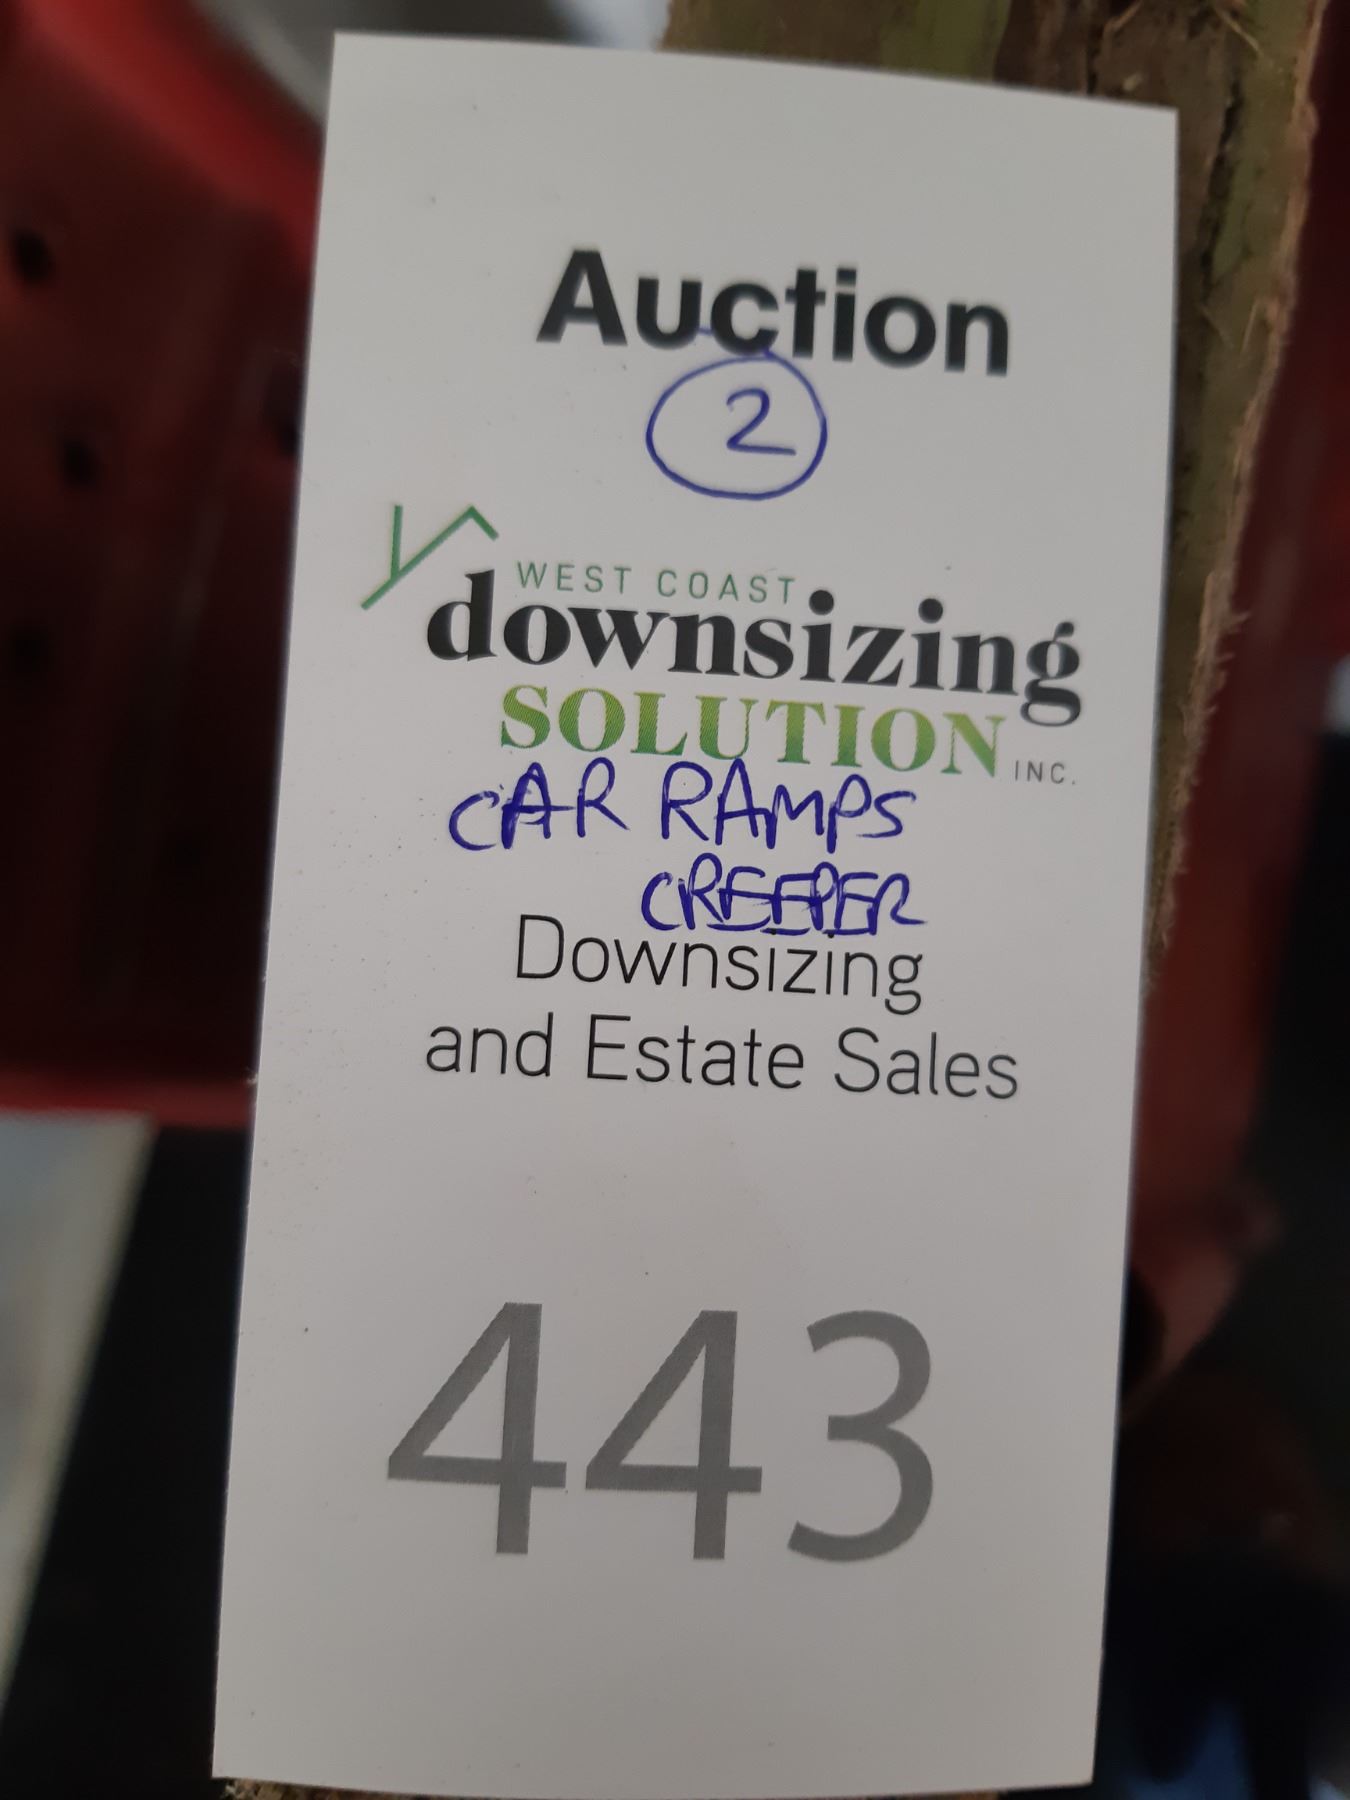 Auction
2
WEST COAST
downsizing
SOLUTION INC.
CAR RAMPS
CREEPER
Downsizing
and Estate Sales
443